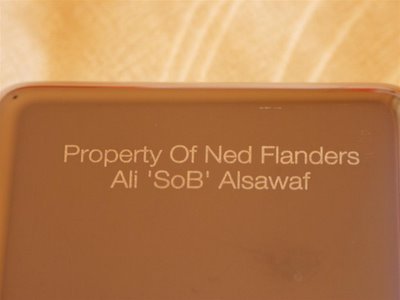 Property Of Ned Flanders
Ali 'SoB' Alsawaf